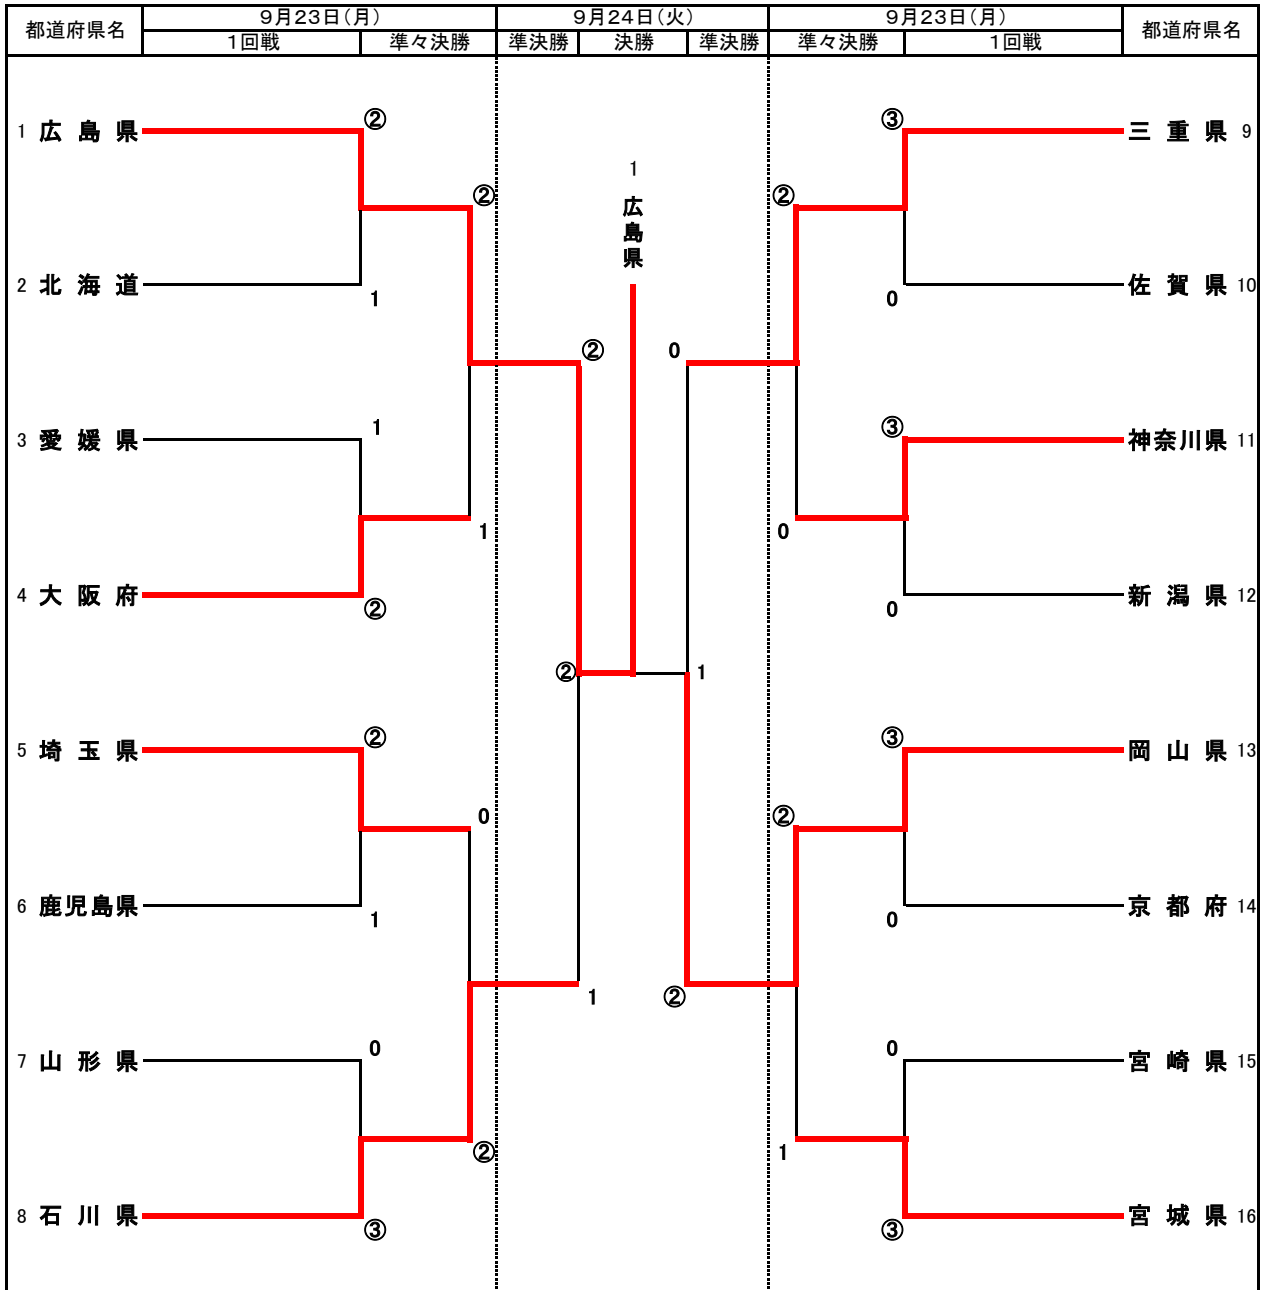 都道府県名 9月23日(月) 9月24日(火) 9月23日(月) 都道府県名
1回戦 準々決勝 準決勝 決勝 準決勝 準々決勝 1回戦
② ③
1 広島県 三重県 9
1
② ②
広島県
2 北海道 佐賀県 10
1 0
② 0
1 ③
3 愛媛県 神奈川県 11
1 0
4 大阪府 新潟県 12
② 0
② 1
② ③
5 埼玉県 岡山県 13
0 ②
6 鹿児島県 京都府 14
1 0
1 ②
0 0
7 山形県 宮崎県 15
② 1
8 石川県 宮城県 16
③ ③